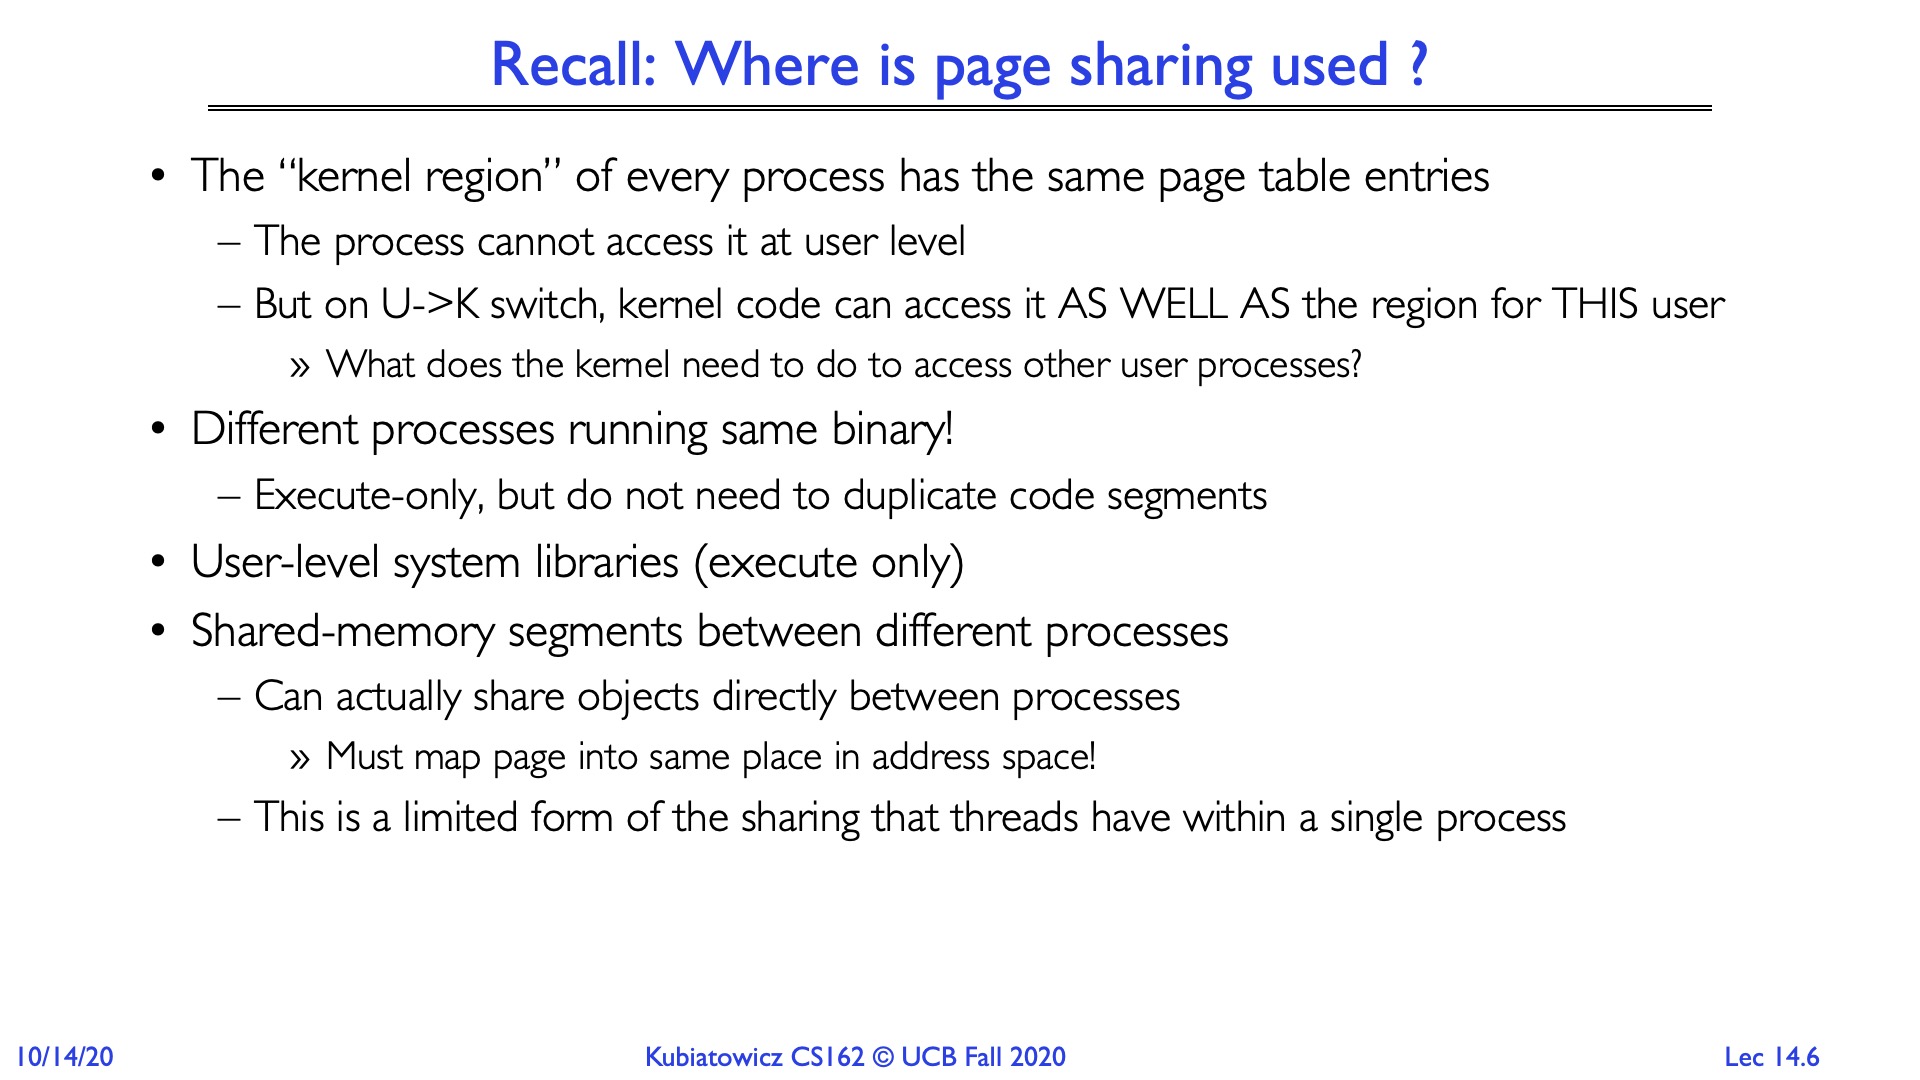 Recall: Where is page sharing used ?
• The “kernel region” of every process has the same page table entries
– The process cannot access it at user level
– But on U->K switch, kernel code can access it AS WELL AS the region for THIS user
» What does the kernel need to do to access other user processes?
• Different processes running same binary!
– Execute-only, but do not need to duplicate code segments
• User-level system libraries (execute only)
• Shared-memory segments between different processes
– Can actually share objects directly between processes
» Must map page into same place in address space!
– This is a limited form of the sharing that threads have within a single process
10/14/20 Kubiatowicz CS162 © UCB Fall 2020 Lec 14.6